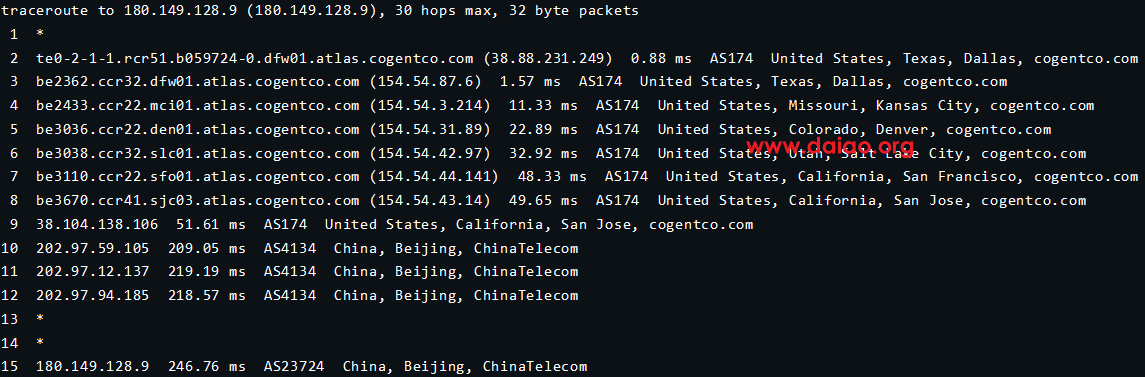 traceroute to 180.149.128.9 (180.149.128.9), 30 hops max, 32 byte packets
1 *
2 te0-2-1-1.rcr51.b059724-0.dfw01.atlas.cogentco.com (38.88.231.249) 0.88 ms AS174 United States, Texas, Dallas, cogentco.com
3 be2362.ccr32.dfw01.atlas.cogentco.com (154.54.87.6) 1.57 ms AS174 United States, Texas, Dallas, cogentco.com
4 be2433.ccr22.mci01.atlas.cogentco.com (154.54.3.214) 11.33 ms AS174 United States, Missouri, Kansas City, cogentco.com
5 be3036.ccr22.den01.atlas.cogentco.com (154.54.31.89) 22.89 ms AS174 United States, Colorado, Denver, cogentco.com
www.daigo.org
6 be3038.ccr32.slc01.atlas.cogentco.com (154.54.42.97) 32.92 ms AS174 United States, Utah, Salt Lake City, cogentco.com
7 be3110.ccr22.sfo01.atlas.cogentco.com (154.54.44.141) 48.33 ms AS174 United States, California, San Francisco, cogentco.com
8 be3670.ccr41.sjc03.atlas.cogentco.com (154.54.43.14) 49.65 ms AS174 United States, California, San Jose, cogentco.com
9 38.104.138.106 51.61 ms AS174 United States, California, San Jose, cogentco.com
10 202.97.59.105 209.05 ms AS4134 China, Beijing, ChinaTelecom
11 202.97.12.137 219.19 ms AS4134 China, Beijing, ChinaTelecom
12 202.97.94.185 218.57 ms AS4134 China, Beijing, ChinaTelecom
13 *
14 *
15 180.149.128.9 246.76 ms AS23724 China, Beijing, ChinaTelecom